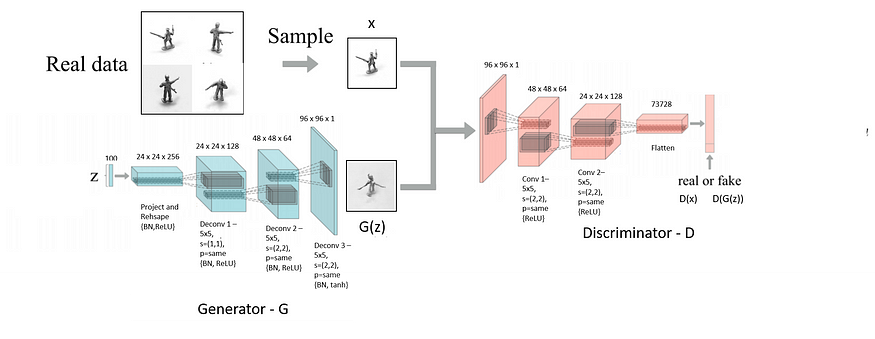 Real data
Sample
x
96 x 96 x 1
48 x 48 x 64
24 x 24 x 128
73728
Flatten
Conv 1–
5x5,
s={2,2},
p=same
{ReLU}
Conv 2–
5x5,
s={2,2},
p=same
{ReLU}
real or fake
D(x)
D(G(z))
Discriminator - D
100
z
24 x 24 x 256
24 x 24 x 128
48 x 48 x 64
96 x 96 x 1
Project and
Rehsape
{BN,ReLU}
Deconv 1 –
5x5,
s={1,1},
p=same
{BN, ReLU}
Deconv 2 –
5x5,
s={2,2},
p=same
{BN, ReLU}
Deconv 3 –
5x5,
s={2,2},
p=same
{BN, tanh}
G(z)
Generator - G